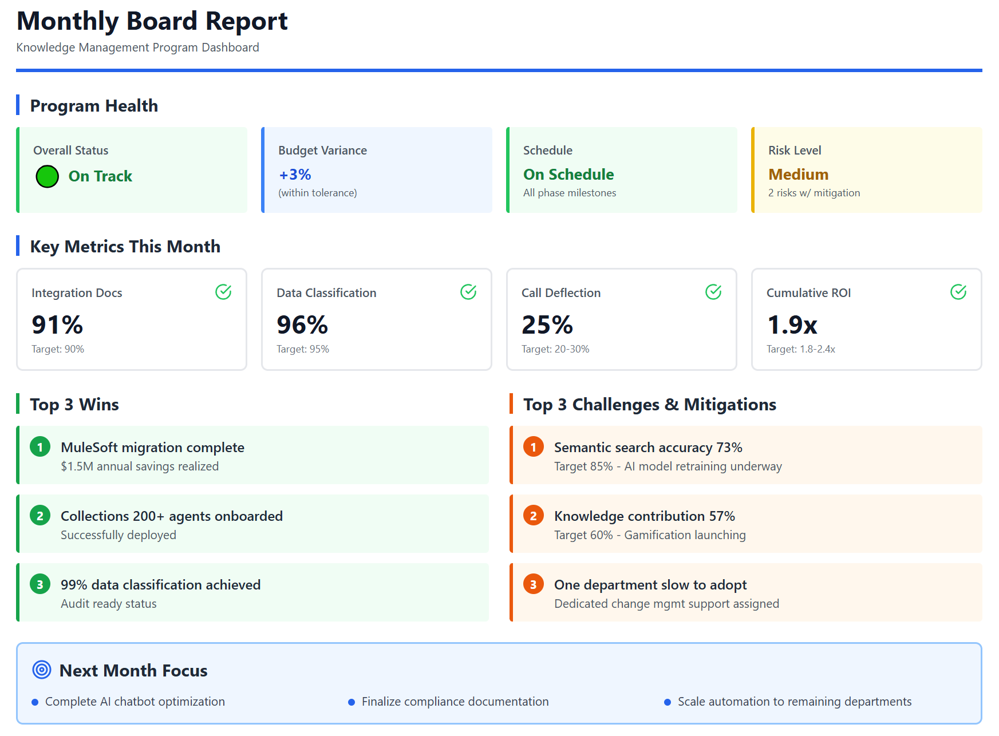 Monthly Board Report
Knowledge Management Program Dashboard
Program Health
Overall Status
On Track
Budget Variance
+3%
(within tolerance)
Schedule
On Schedule
All phase milestones
Risk Level
Medium
2 risks w/ mitigation
Key Metrics This Month
Integration Docs
91%
Target: 90%
Data Classification
96%
Target: 95%
Call Deflection
25%
Target: 20-30%
Cumulative ROI
1.9x
Target: 1.8-2.4x
Top 3 Wins
1 MuleSoft migration complete
$1.5M annual savings realized
2 Collections 200+ agents onboarded
Successfully deployed
3 99% data classification achieved
Audit ready status
Top 3 Challenges & Mitigations
1 Semantic search accuracy 73%
Target 85% - AI model retraining underway
2 Knowledge contribution 57%
Target 60% - Gamification launching
3 One department slow to adopt
Dedicated change mgmt support assigned
Next Month Focus
Complete AI chatbot optimization
Finalize compliance documentation
Scale automation to remaining departments